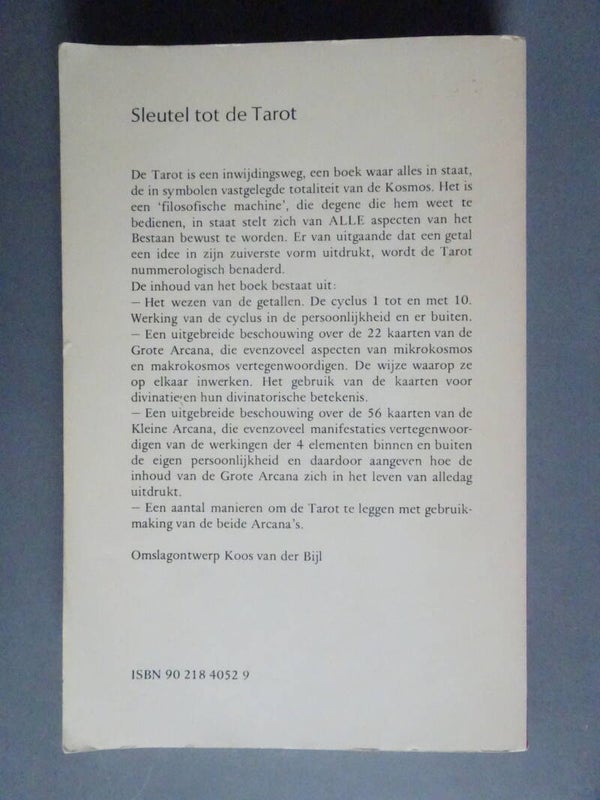 Sleutel tot de Tarot
De Tarot is een inwijdingsweg, een boek waar alles in staat,
de in symbolen vastgelegde totaliteit van de Kosmos. Het is
een ‘filosofische machine’, die degene die hem weet te
bedienen, in staat stelt zich van ALLE aspecten van het
Bestaan bewust te worden. Er van uitgaande dat een getal
een idee in zijn zuiverste vorm uitdrukt, wordt de Tarot
nummerologisch benaderd.
De inhoud van het boek bestaat uit:
– Het wezen van de getallen. De cyclus 1 tot en met 10.
Werking van de cyclus in de persoonlijkheid en er buiten.
– Een uitgebreide beschouwing over de 22 kaarten van de
Grote Arcana, die evenzoveel aspecten van mikrokosmos
en makrokosmos vertegenwoordigen. De wijze waarop ze
op elkaar inwerken. Het gebruik van de kaarten voor
divinatie en hun divinatorische betekenis.
– Een uitgebreide beschouwing over de 56 kaarten van de
Kleine Arcana, die evenzoveel manifestaties vertegenwoor-
digen van de werkingen der 4 elementen binnen en buiten
de eigen persoonlijkheid en daardoor aangeven hoe de
inhoud van de Grote Arcana zich in het leven van alledag
uitdrukt.
– Een aantal manieren om de Tarot te leggen met gebruik-
making van de beide Arcana's.
Omslagontwerp Koos van der Bijl
ISBN 90 218 4052 9